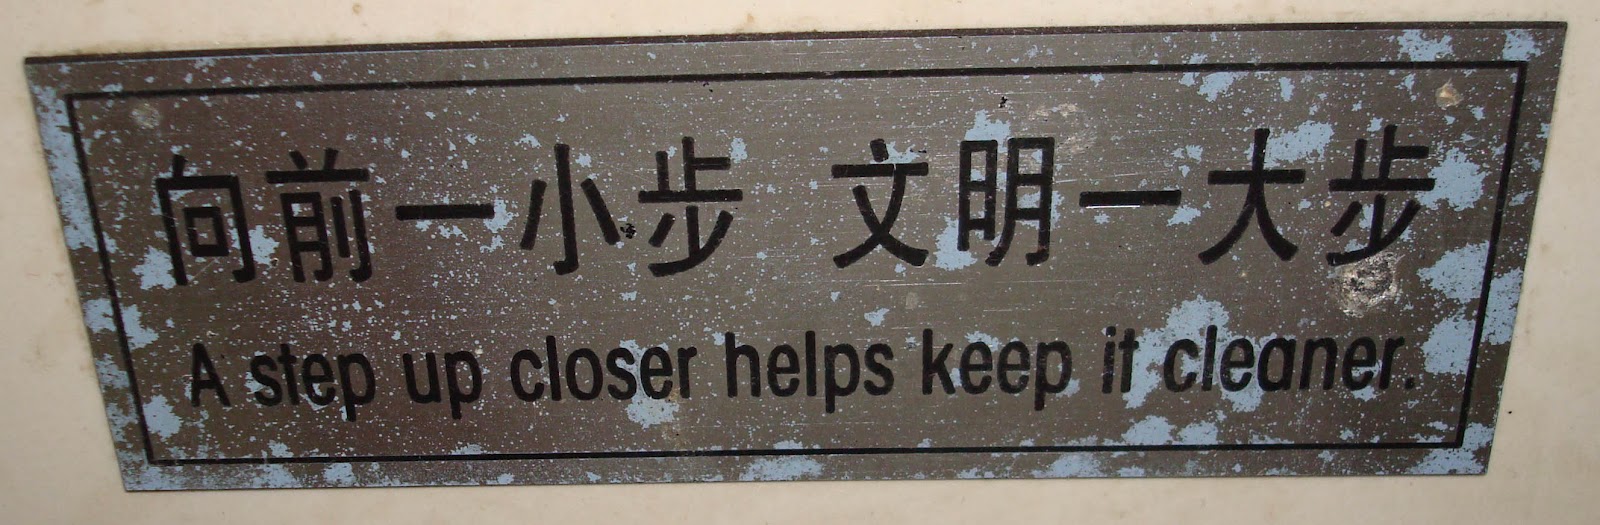 向前一小步 文明一大步
A step up closer helps keep it cleaner.